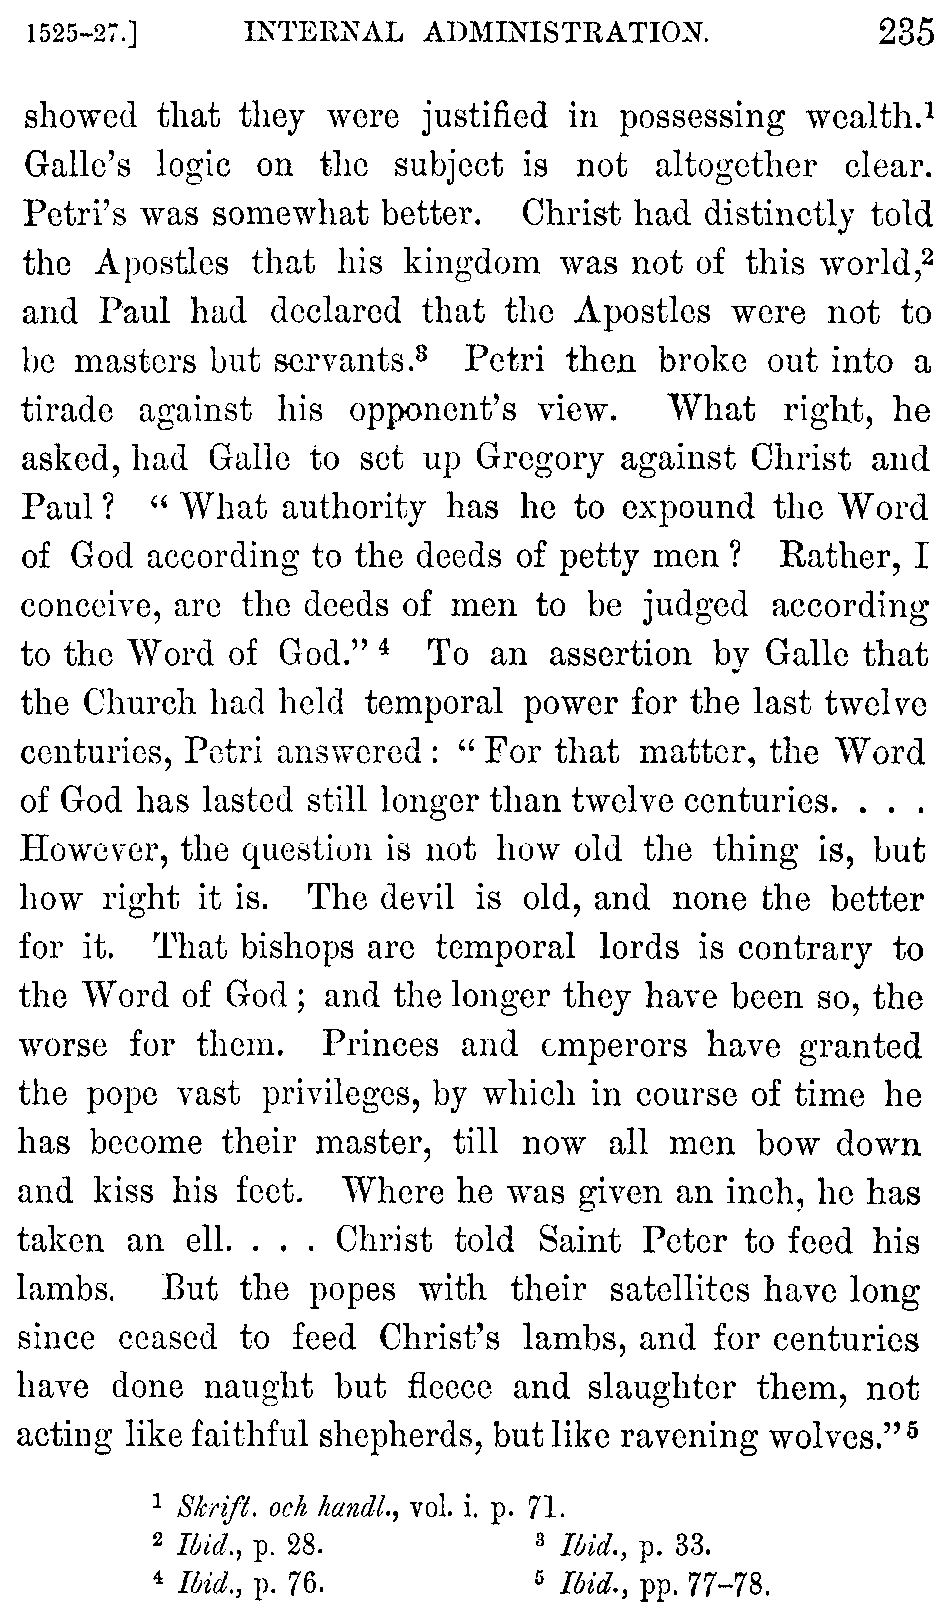 1525–27.] INTERNAL ADMINISTRATION. 235
showed that they were justified in possessing wealth.¹
Galle's logic on the subject is not altogether clear.
Petri's was somewhat better. Christ had distinctly told
the Apostles that his kingdom was not of this world,²
and Paul had declared that the Apostles were not to
be masters but servants.³ Petri then broke out into a
tirade against his opponent's view. What right, he
asked, had Galle to set up Gregory against Christ and
Paul? "What authority has he to expound the Word
of God according to the deeds of petty men? Rather, I
conceive, are the deeds of men to be judged according
to the Word of God."⁴ To an assertion by Galle that
the Church had held temporal power for the last twelve
centuries, Petri answered: "For that matter, the Word
of God has lasted still longer than twelve centuries. . . .
However, the question is not how old the thing is, but
how right it is. The devil is old, and none the better
for it. That bishops are temporal lords is contrary to
the Word of God; and the longer they have been so, the
worse for them. Princes and emperors have granted
the pope vast privileges, by which in course of time he
has become their master, till now all men bow down
and kiss his feet. Where he was given an inch, he has
taken an ell. . . . Christ told Saint Peter to feed his
lambs. But the popes with their satellites have long
since ceased to feed Christ's lambs, and for centuries
have done naught but fleece and slaughter them, not
acting like faithful shepherds, but like ravening wolves."⁵
¹ Skrift. och handl., vol. i. p. 71.
² Ibid., p. 28. ³ Ibid., p. 33.
⁴ Ibid., p. 76. ⁵ Ibid., pp. 77–78.